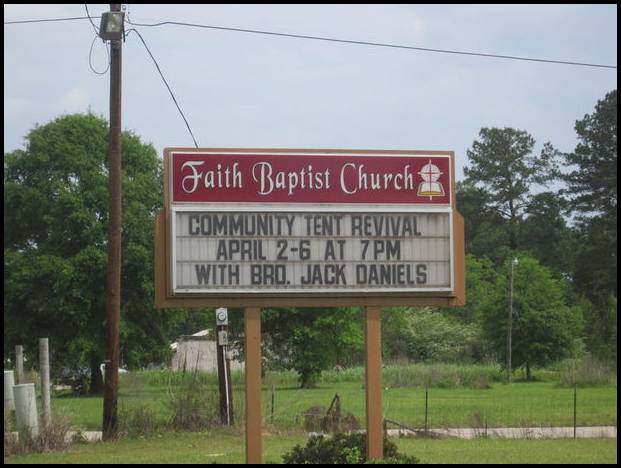 Faith Baptist Church
COMMUNITY TENT REVIVAL
APRIL 2-6 AT 7PM
WITH BRO. JACK DANIELS